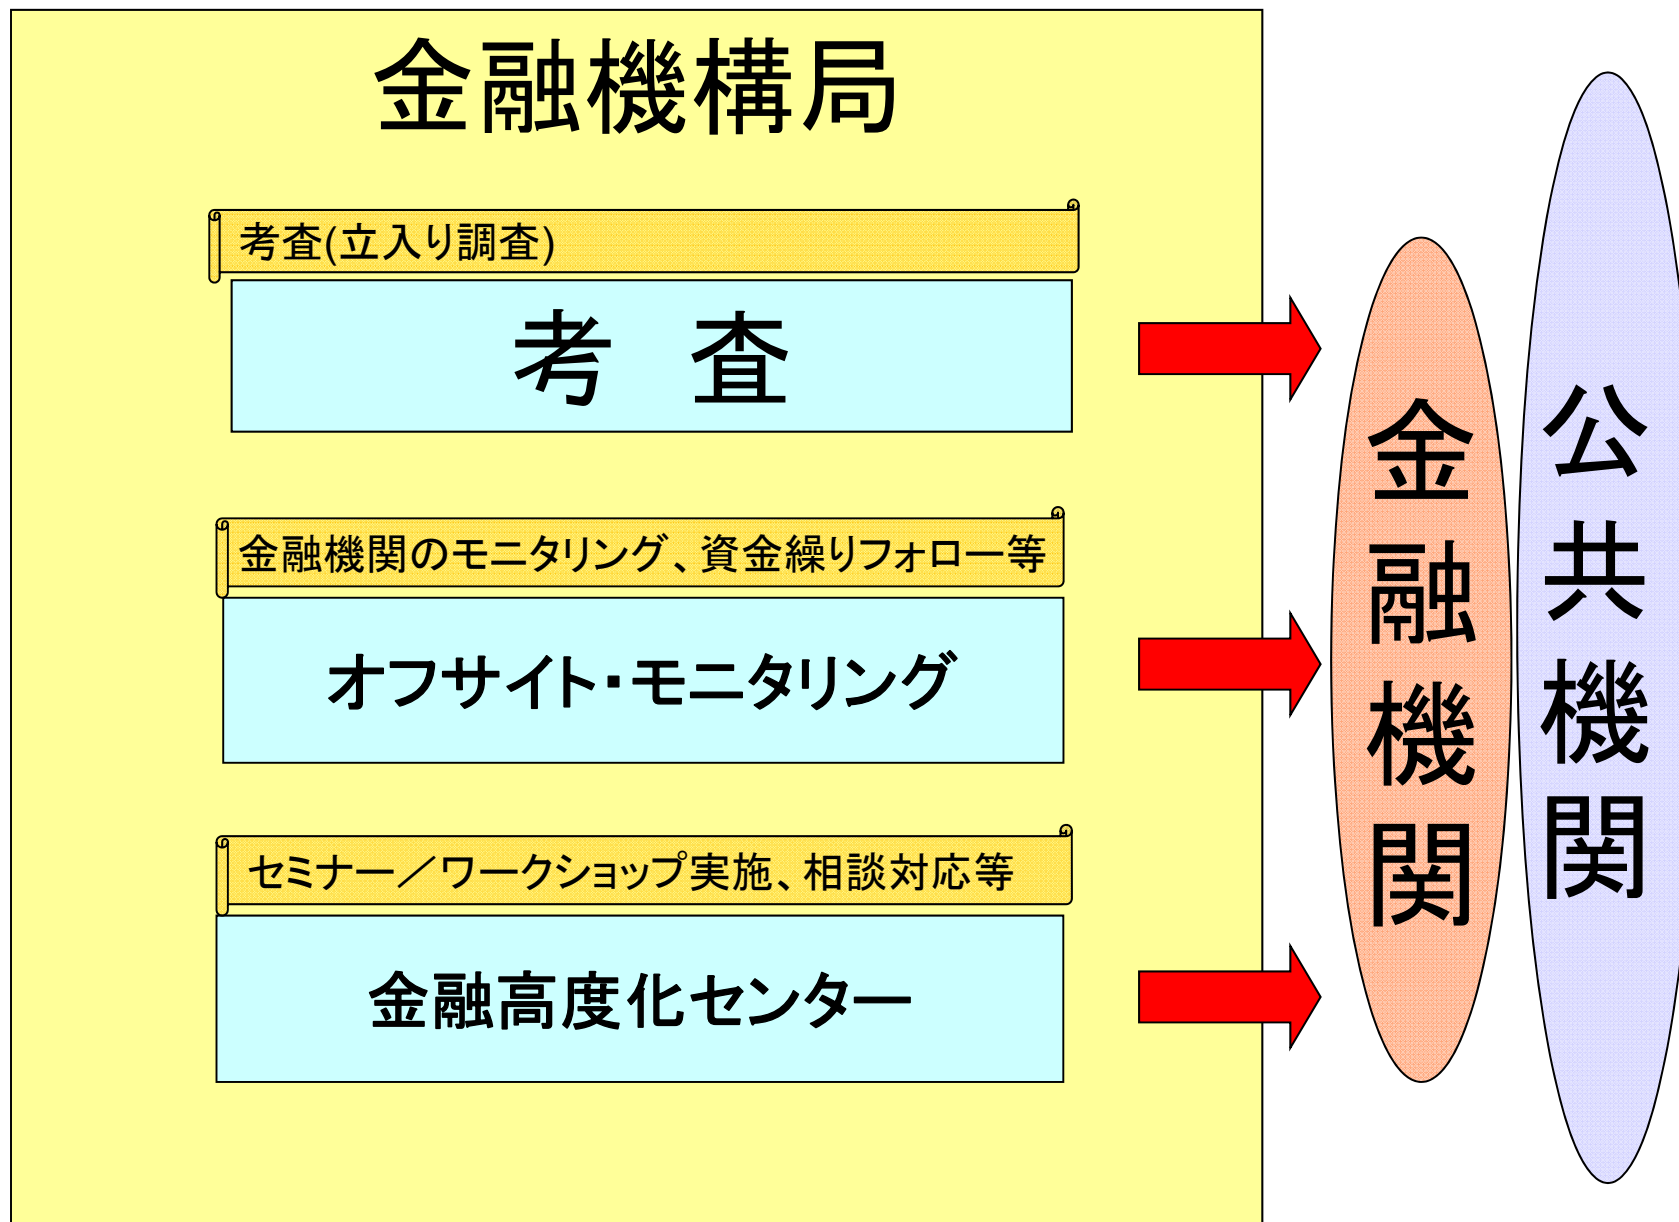 金融機構局
考査(立入り調査)
考　査
金融機関のモニタリング、資金繰りフォロー等
オフサイト・モニタリング
セミナー／ワークショップ実施、相談対応等
金融高度化センター
金融機関
公共機関